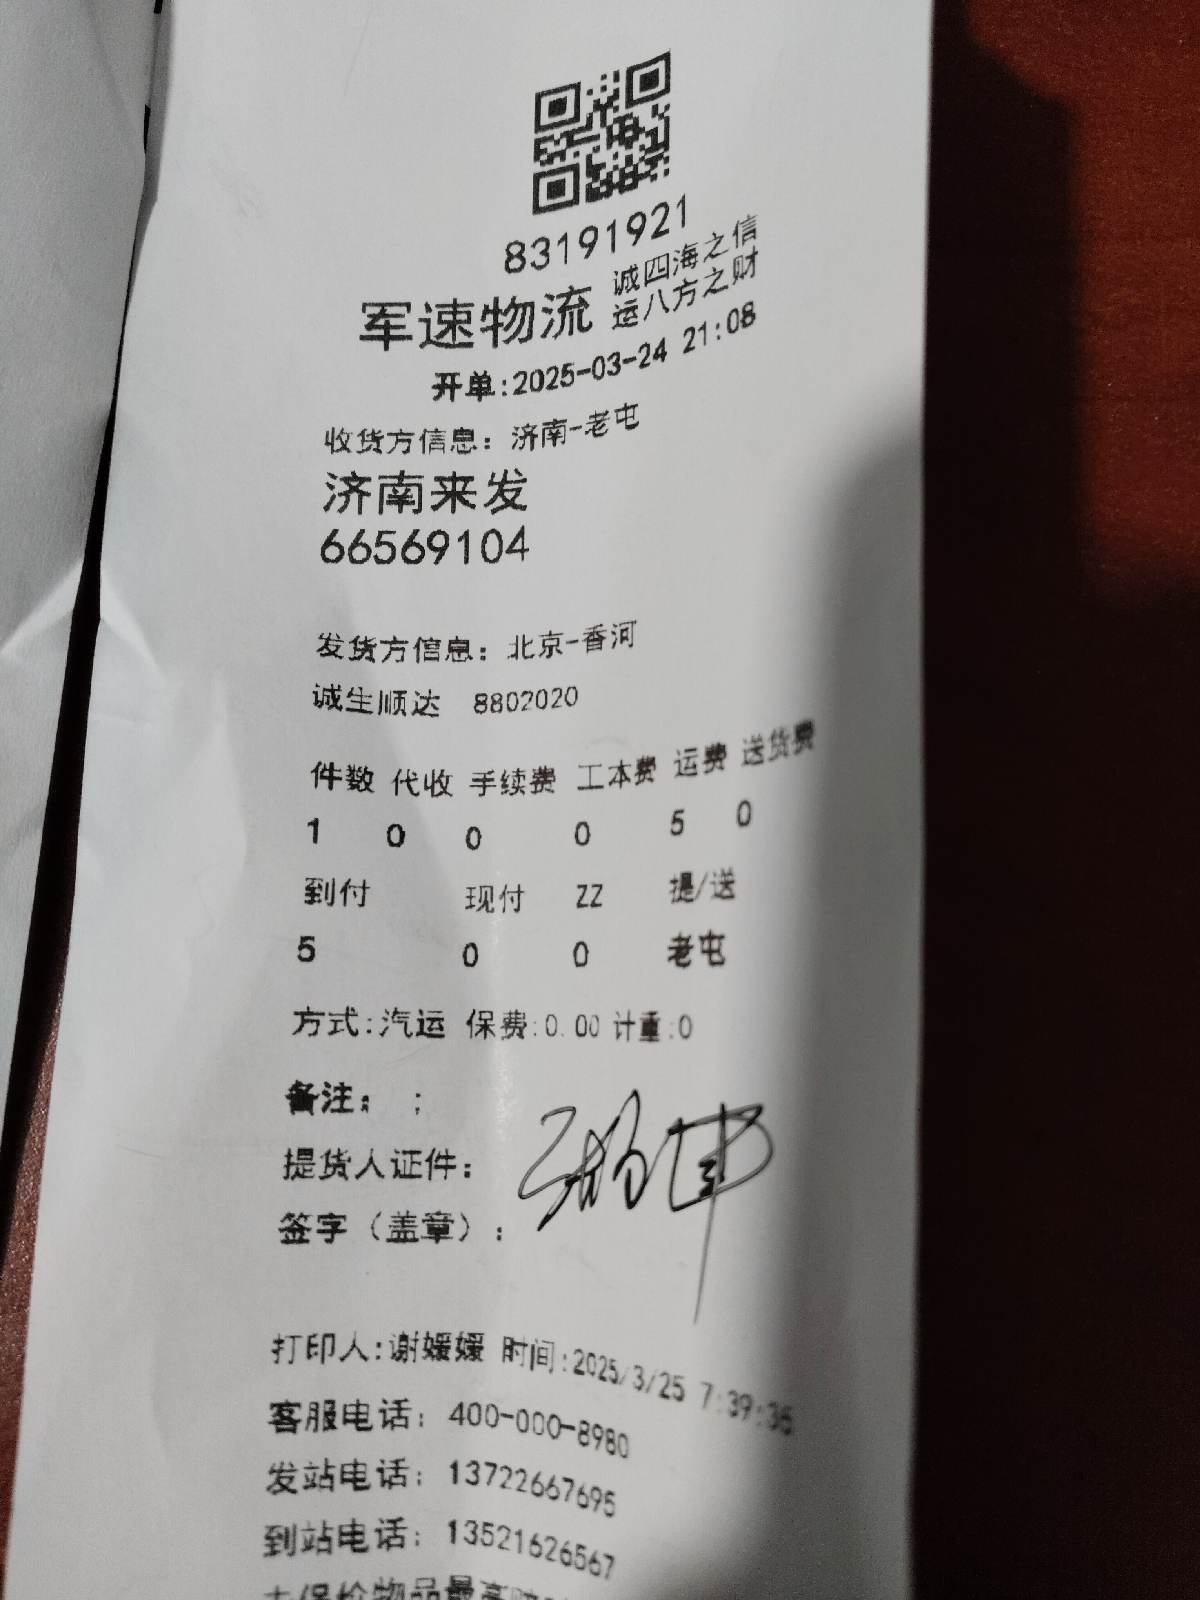 83191921
军速物流 诚四海之信
运八方之财
开单:2025-03-24 21:08
收货方信息: 济南-老屯
济南来发
66569104
发货方信息: 北京-香河
诚生顺达 8802020
件数 代收 手续费 工本费 运费 送货费
1 0 0 0 5 0
到付 现付 ZZ 提/送
5 0 0 老屯
方式:汽运 保费:0.00 计重:0
备注: ;
提货人证件:
签字（盖章）:
打印人:谢媛媛 时间:2025/3/25 7:39:36
客服电话: 400-000-8980
发站电话: 13722667695
到站电话: 13521626567